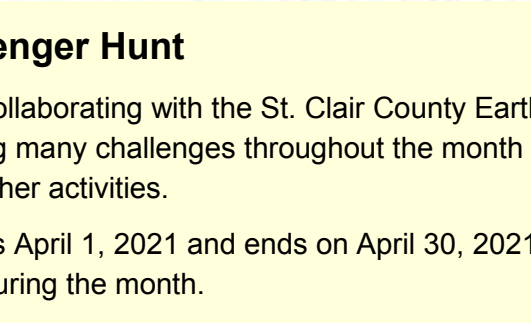 enger Hunt
ollaborating with the St. Clair County Eart
g many challenges throughout the month
her activities.
s April 1, 2021 and ends on April 30, 2021
uring the month.